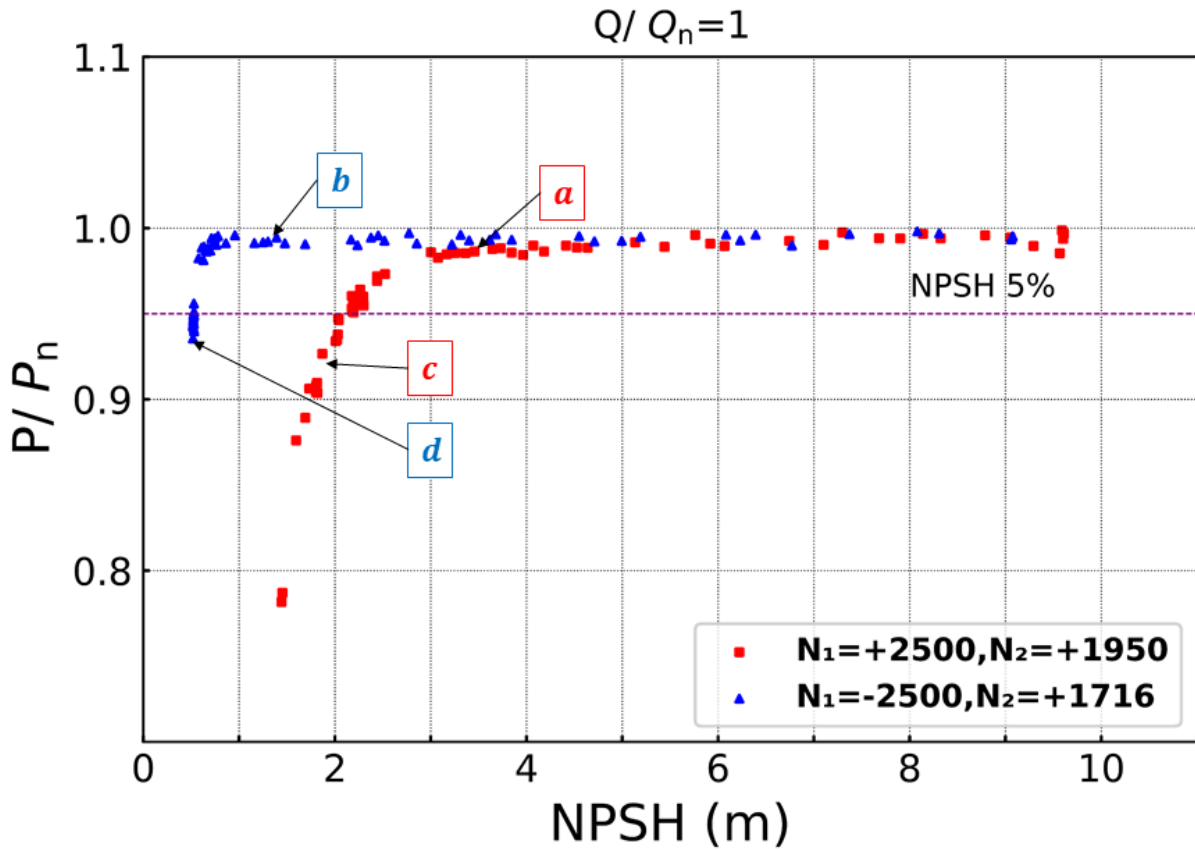 Q/ Qₙ=1
1.1
1.0
0.9
0.8
P/ Pₙ
b
a
c
d
NPSH 5%
N₁=+2500,N₂=+1950
N₁=-2500,N₂=+1716
0 2 4 6 8 10
NPSH (m)